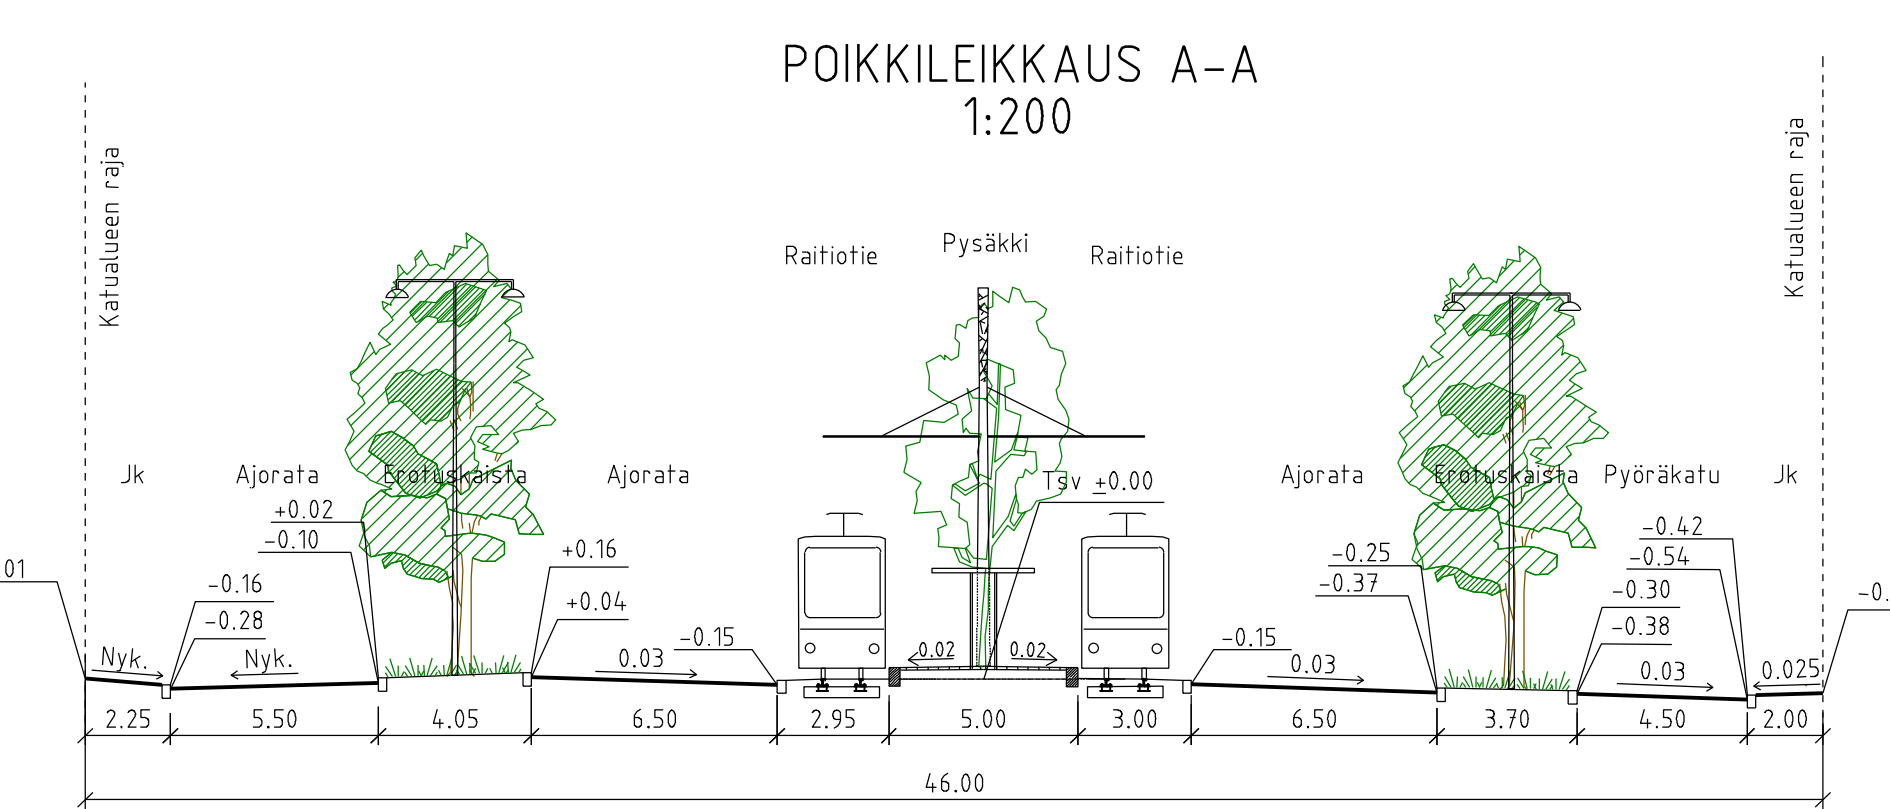 POIKKILEIKKAUS A-A
1:200
Katualueen raja
Katualueen raja
Raitiotie
Pysäkki
Raitiotie
Jk
Ajorata
Erotuskaista
Ajorata
Tsv ±0.00
Ajorata
Erotuskaista
Pyöräkatu
Jk
+0.02
-0.10
-0.16
-0.28
+0.16
+0.04
-0.15
-0.15
-0.25
-0.37
-0.42
-0.54
-0.30
-0.38
.01
-0.
Nyk.
Nyk.
0.03
0.02
0.02
0.03
0.03
0.025
2.25
5.50
4.05
6.50
2.95
5.00
3.00
6.50
3.70
4.50
2.00
46.00